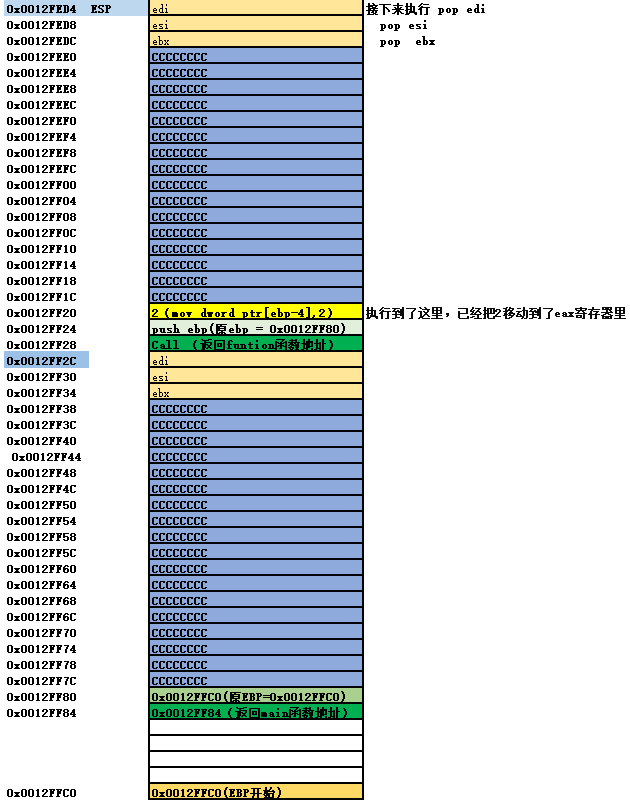 0x0012FED4 ESP edi 接下来执行 pop edi
0x0012FED8 esi pop esi
0x0012FEDC ebx pop ebx
0x0012FEE0 CCCCCCCC
0x0012FEE4 CCCCCCCC
0x0012FEE8 CCCCCCCC
0x0012FEEC CCCCCCCC
0x0012FEF0 CCCCCCCC
0x0012FEF4 CCCCCCCC
0x0012FEF8 CCCCCCCC
0x0012FEFC CCCCCCCC
0x0012FF00 CCCCCCCC
0x0012FF04 CCCCCCCC
0x0012FF08 CCCCCCCC
0x0012FF0C CCCCCCCC
0x0012FF10 CCCCCCCC
0x0012FF14 CCCCCCCC
0x0012FF18 CCCCCCCC
0x0012FF1C CCCCCCCC
0x0012FF20 2（mov dword ptr[ebp-4],2） 执行到了这里，已经把2移动到了eax寄存器里
0x0012FF24 push ebp(原ebp = 0x0012FF80)
0x0012FF28 Call （返回funtion函数地址）
0x0012FF2C edi
0x0012FF30 esi
0x0012FF34 ebx
0x0012FF38 CCCCCCCC
0x0012FF3C CCCCCCCC
0x0012FF40 CCCCCCCC
0x0012FF44 CCCCCCCC
0x0012FF48 CCCCCCCC
0x0012FF4C CCCCCCCC
0x0012FF50 CCCCCCCC
0x0012FF54 CCCCCCCC
0x0012FF58 CCCCCCCC
0x0012FF5C CCCCCCCC
0x0012FF60 CCCCCCCC
0x0012FF64 CCCCCCCC
0x0012FF68 CCCCCCCC
0x0012FF6C CCCCCCCC
0x0012FF70 CCCCCCCC
0x0012FF74 CCCCCCCC
0x0012FF78 CCCCCCCC
0x0012FF7C CCCCCCCC
0x0012FF80 0x0012FFC0(原EBP=0x0012FFC0)
0x0012FF84 0x0012FF84（返回main函数地址）
0x0012FFC0 0x0012FFC0(EBP开始)